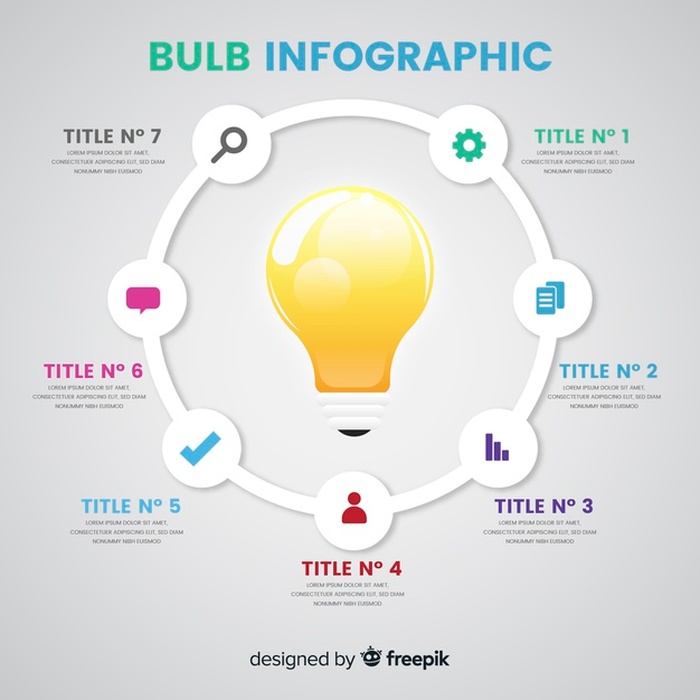 BULB INFOGRAPHIC
TITLE Nº 7
LOREM IPSUM DOLOR SIT AMET,
CONSECTETUER ADIPISCING ELIT, SED DIAM
NONUMMY NIBH EUISMOD
TITLE Nº 1
LOREM IPSUM DOLOR SIT AMET,
CONSECTETUER ADIPISCING ELIT, SED DIAM
NONUMMY NIBH EUISMOD
TITLE Nº 6
LOREM IPSUM DOLOR SIT AMET,
CONSECTETUER ADIPISCING ELIT, SED DIAM
NONUMMY NIBH EUISMOD
TITLE Nº 2
LOREM IPSUM DOLOR SIT AMET,
CONSECTETUER ADIPISCING ELIT, SED DIAM
NONUMMY NIBH EUISMOD
TITLE Nº 5
LOREM IPSUM DOLOR SIT AMET,
CONSECTETUER ADIPISCING ELIT, SED DIAM
NONUMMY NIBH EUISMOD
TITLE Nº 3
LOREM IPSUM DOLOR SIT AMET,
CONSECTETUER ADIPISCING ELIT, SED DIAM
NONUMMY NIBH EUISMOD
TITLE Nº 4
LOREM IPSUM DOLOR SIT AMET,
CONSECTETUER ADIPISCING ELIT, SED DIAM
NONUMMY NIBH EUISMOD
designed by freepik